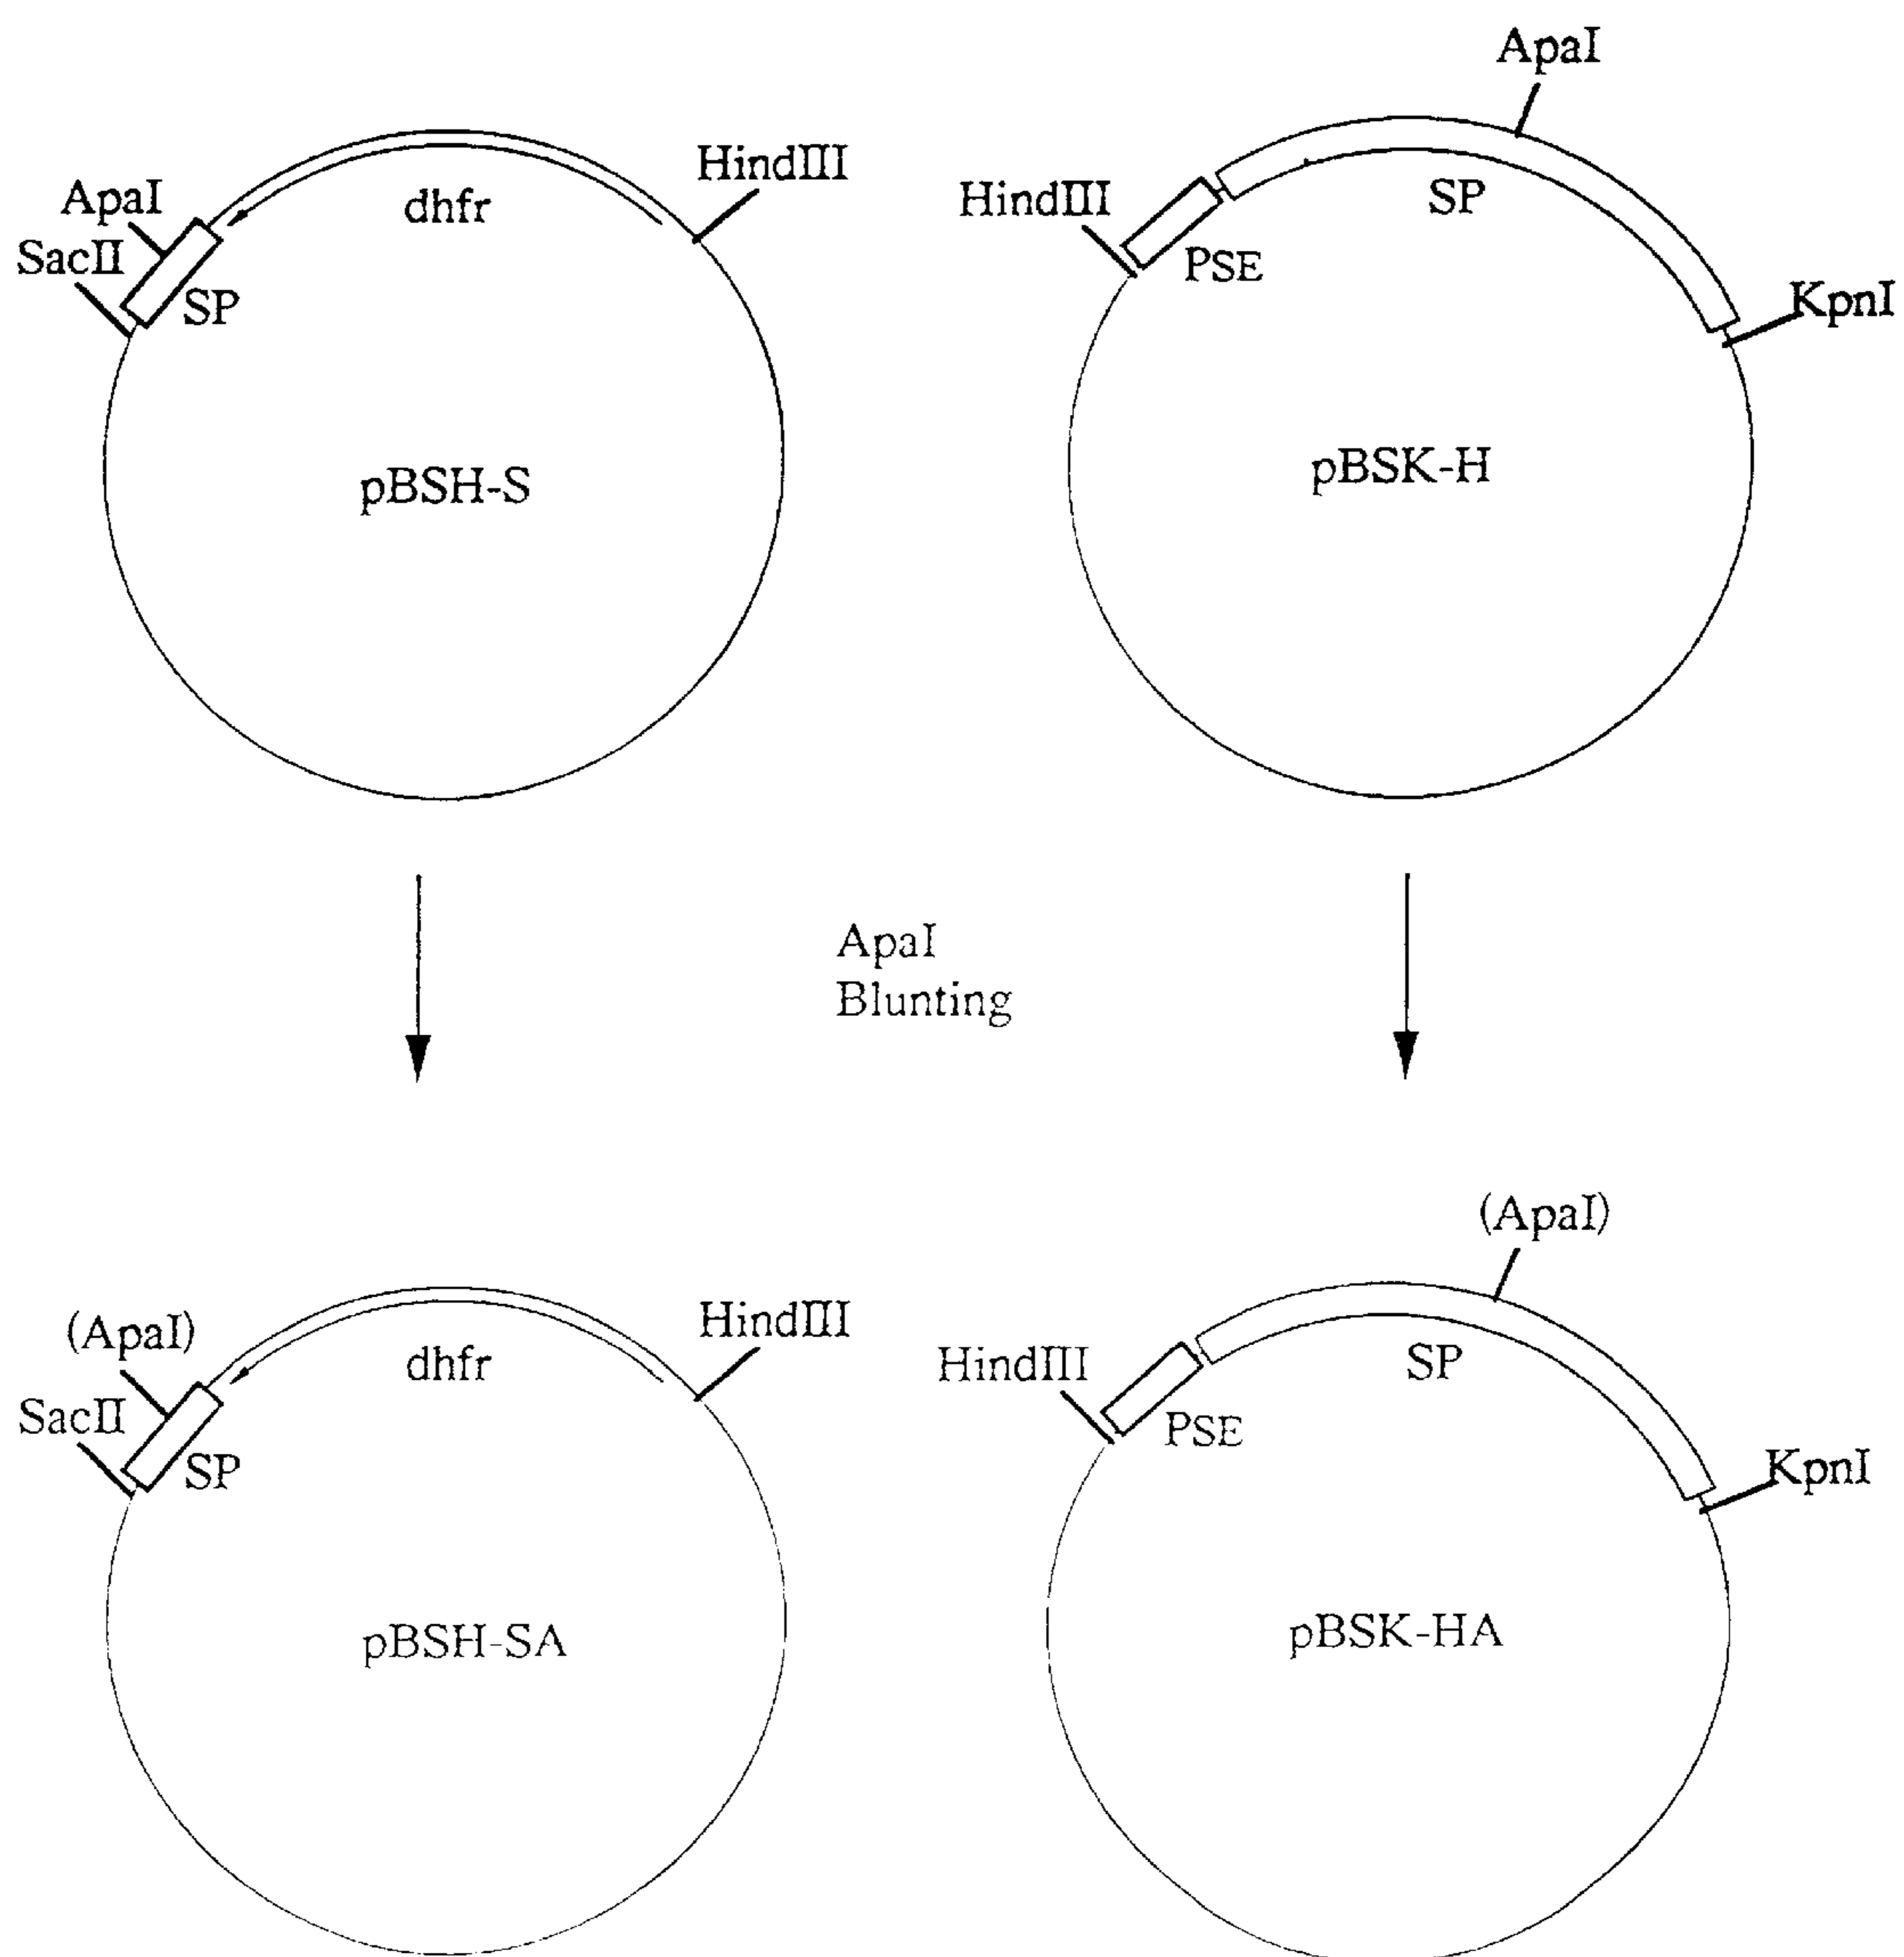 ApaI
HindIII
ApaI
dhfr
SacII
SP
pBSH-S
HindIII
SP
PSE
KpnI
pBSK-H
ApaI
Blunting
(ApaI)
HindIII
(ApaI)
dhfr
SacII
SP
pBSH-SA
HindIII
SP
PSE
KpnI
pBSK-HA